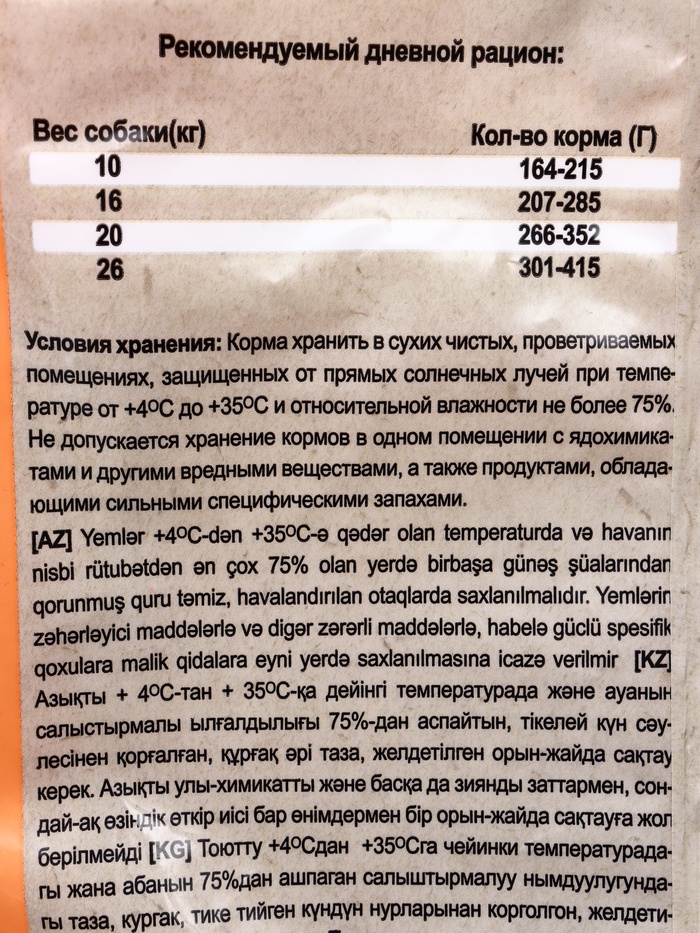 Рекомендуемый дневной рацион:
Вес собаки(кг) Кол-во корма (Г)
10 164-215
16 207-285
20 266-352
26 301-415
Условия хранения: Корма хранить в сухих чистых, проветриваемых
помещениях, защищенных от прямых солнечных лучей при темпе-
ратуре от +4ºС до +35ºС и относительной влажности не более 75%.
Не допускается хранение кормов в одном помещении с ядохимика-
тами и другими вредными веществами, а также продуктами, облада-
ющими сильными специфическими запахами.
[AZ] Yemlər +4ºC-dən +35ºC-ə qədər olan temperaturda və havanın
nisbi rütubətdən ən çox 75% olan yerdə birbaşa günəş şüalarından
qorunmuş quru təmiz, havalandırılan otaqlarda saxlanılmalıdır. Yemlərin
zəhərləyici maddələrlə və digər zərərli maddələrlə, habelə güclü spesifik
qoxulara malik qidalara eyni yerdə saxlanılmasına icazə verilmir [KZ]
Азықты + 4ºС-тан + 35ºС-қа дейінгі температурада және ауанын
салыстырмалы ылғалдылығы 75%-дан аспайтын, тікелей күн сәу-
лесінен қорғалған, құрғақ әрі таза, желдетілген орын-жайда сақтау
керек. Азықты улы-химикатты және басқа да зиянды заттармен, сон-
дай-ақ өзіндік өткір иісі бар өнімдермен бір орын-жайда сақтауға жол
берілмейді [KG] Тоютту +4ºСдан +35ºСга чейинки температурада-
гы жана абанын 75%дан ашпаган салыштырмалуу нымдуулугунда-
гы таза, кургак, тике тийген күндүн нурларынан корголгон, желдети-